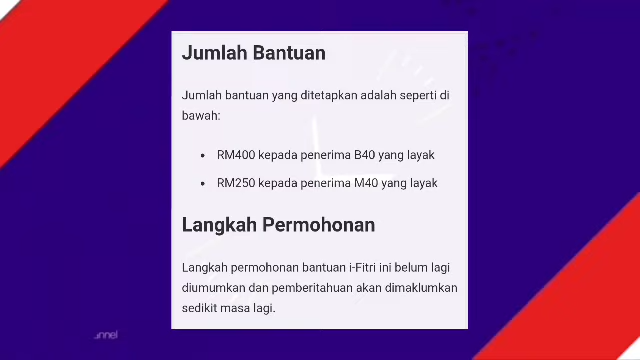 Jumlah Bantuan
Jumlah bantuan yang ditetapkan adalah seperti di
bawah:
• RM400 kepada penerima B40 yang layak
• RM250 kepada penerima M40 yang layak
Langkah Permohonan
Langkah permohonan bantuan i-Fitri ini belum lagi
diumumkan dan pemberitahuan akan dimaklumkan
sedikit masa lagi.